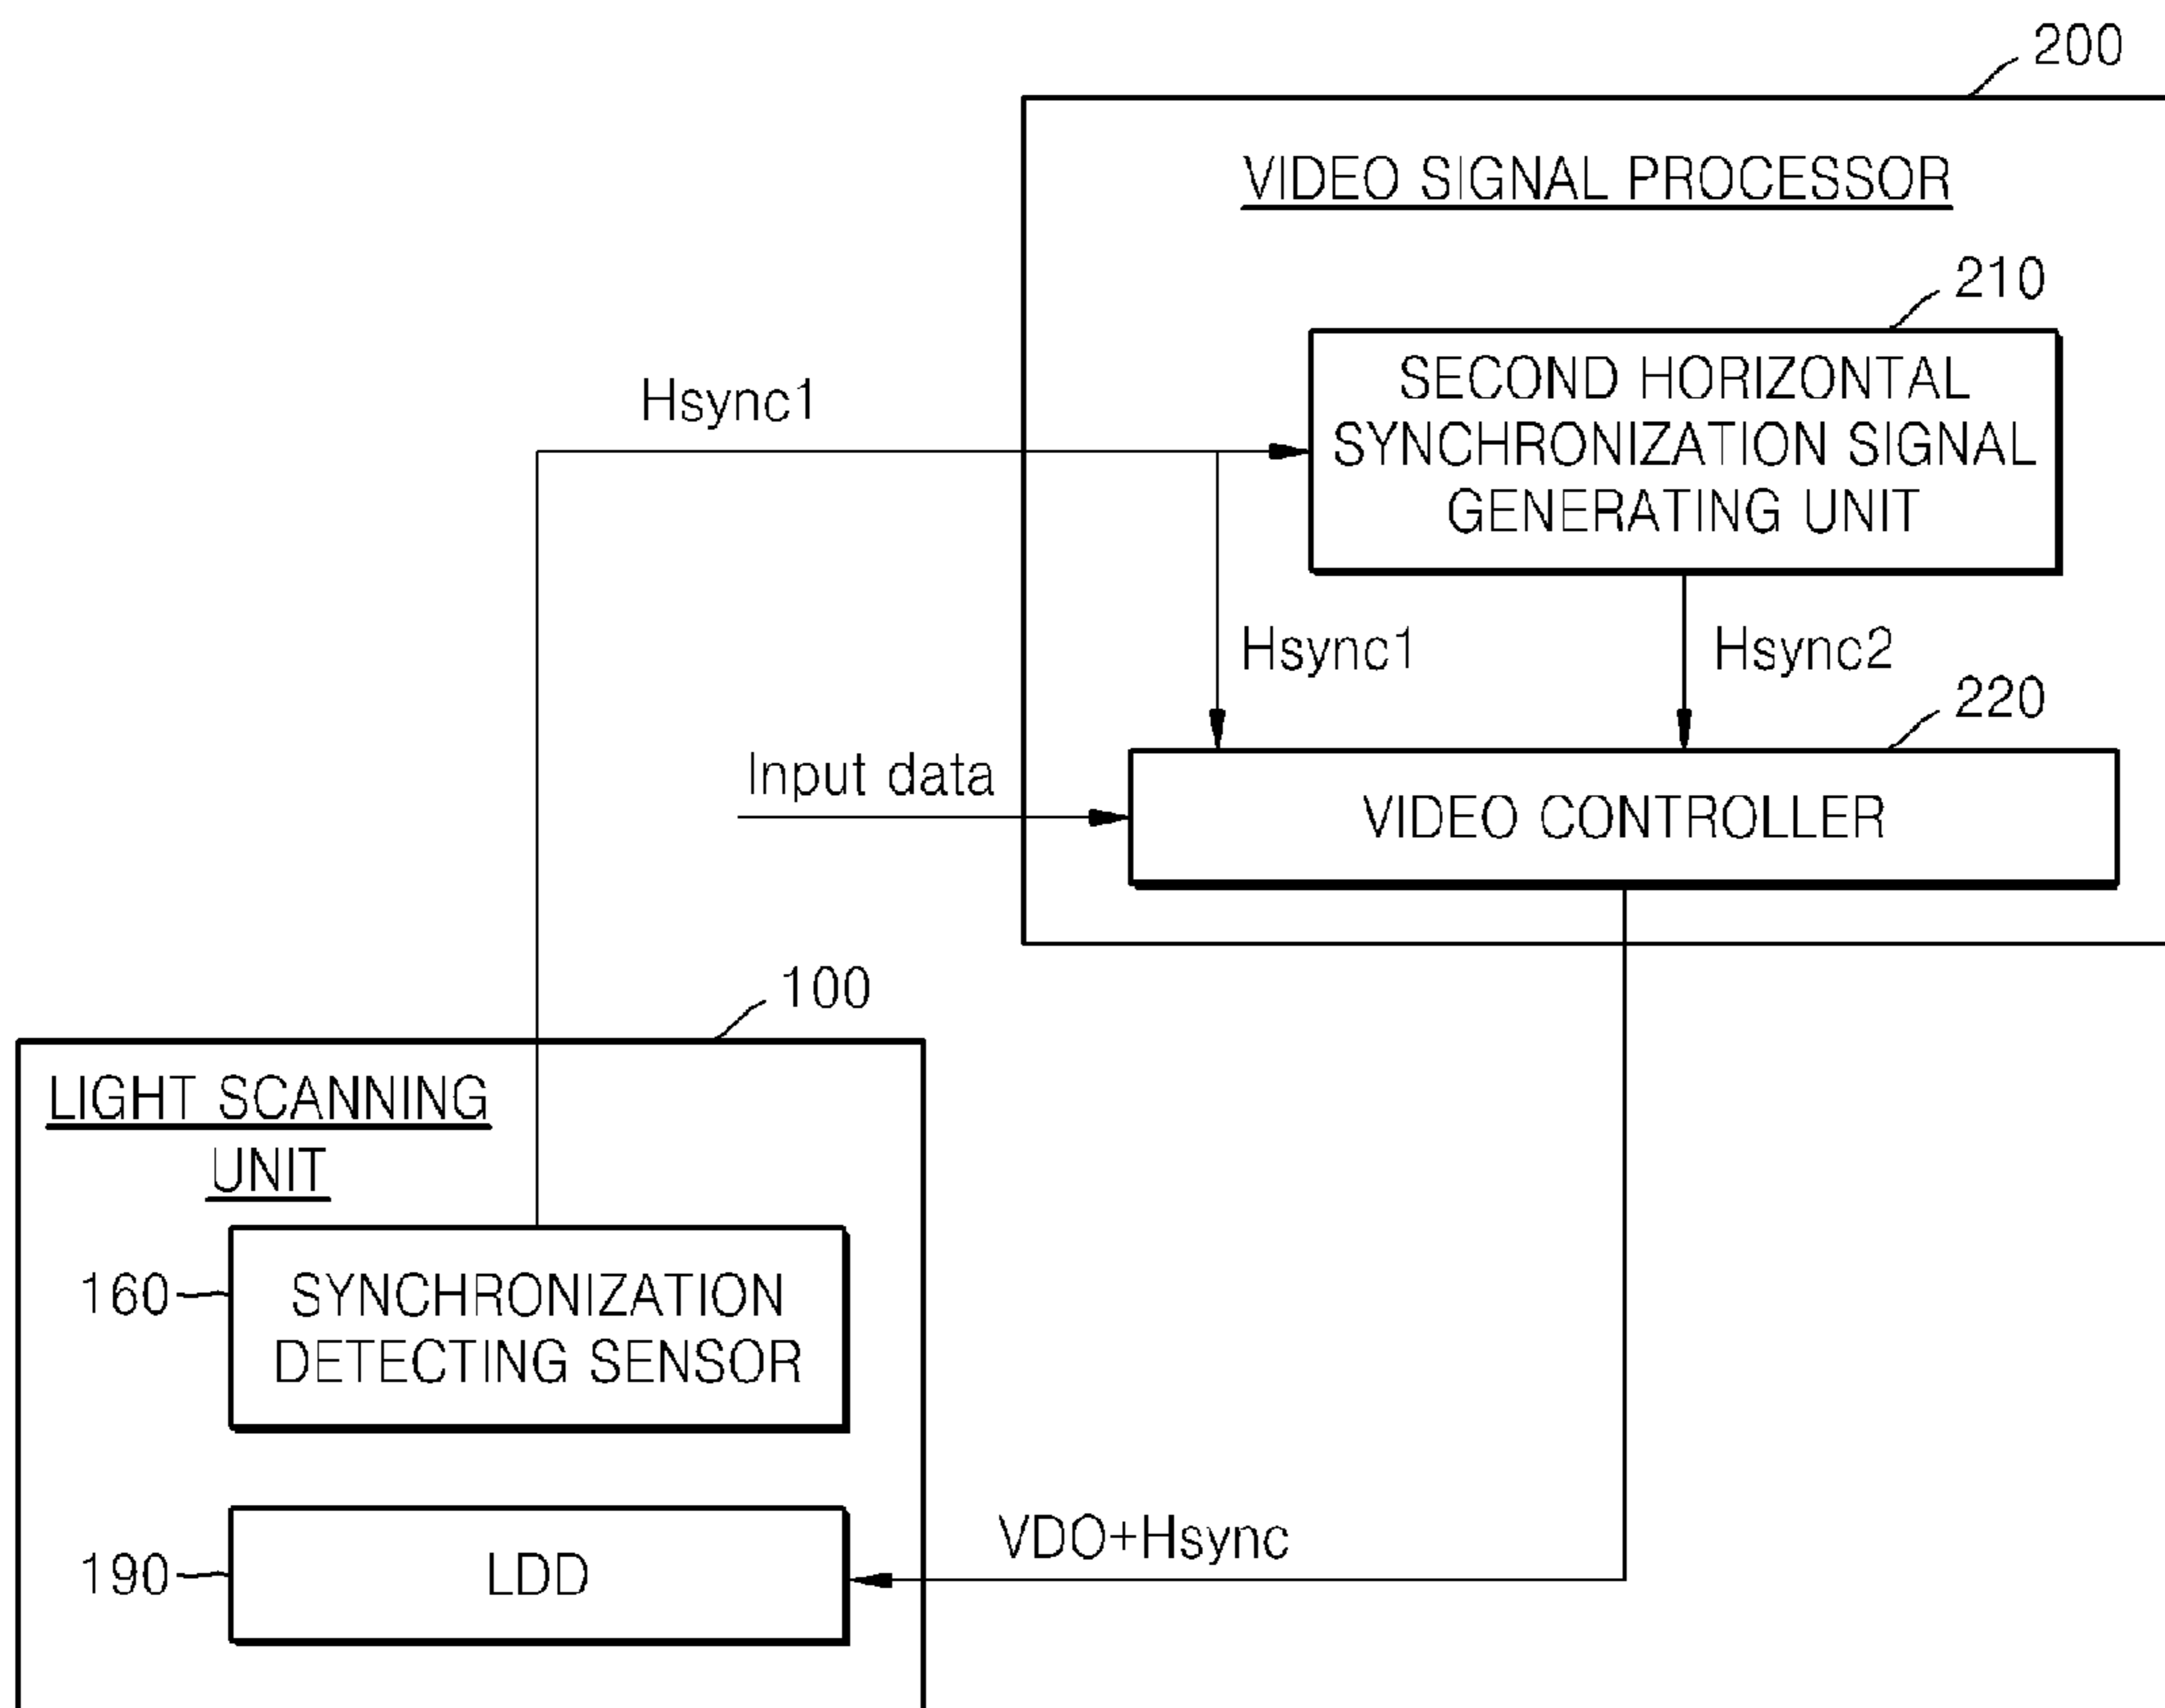 200
VIDEO SIGNAL PROCESSOR
210
SECOND HORIZONTAL
SYNCHRONIZATION SIGNAL
GENERATING UNIT
Hsync1
Hsync1
Hsync2
220
Input data
VIDEO CONTROLLER
100
LIGHT SCANNING
UNIT
160
SYNCHRONIZATION
DETECTING SENSOR
VDO+Hsync
190
LDD